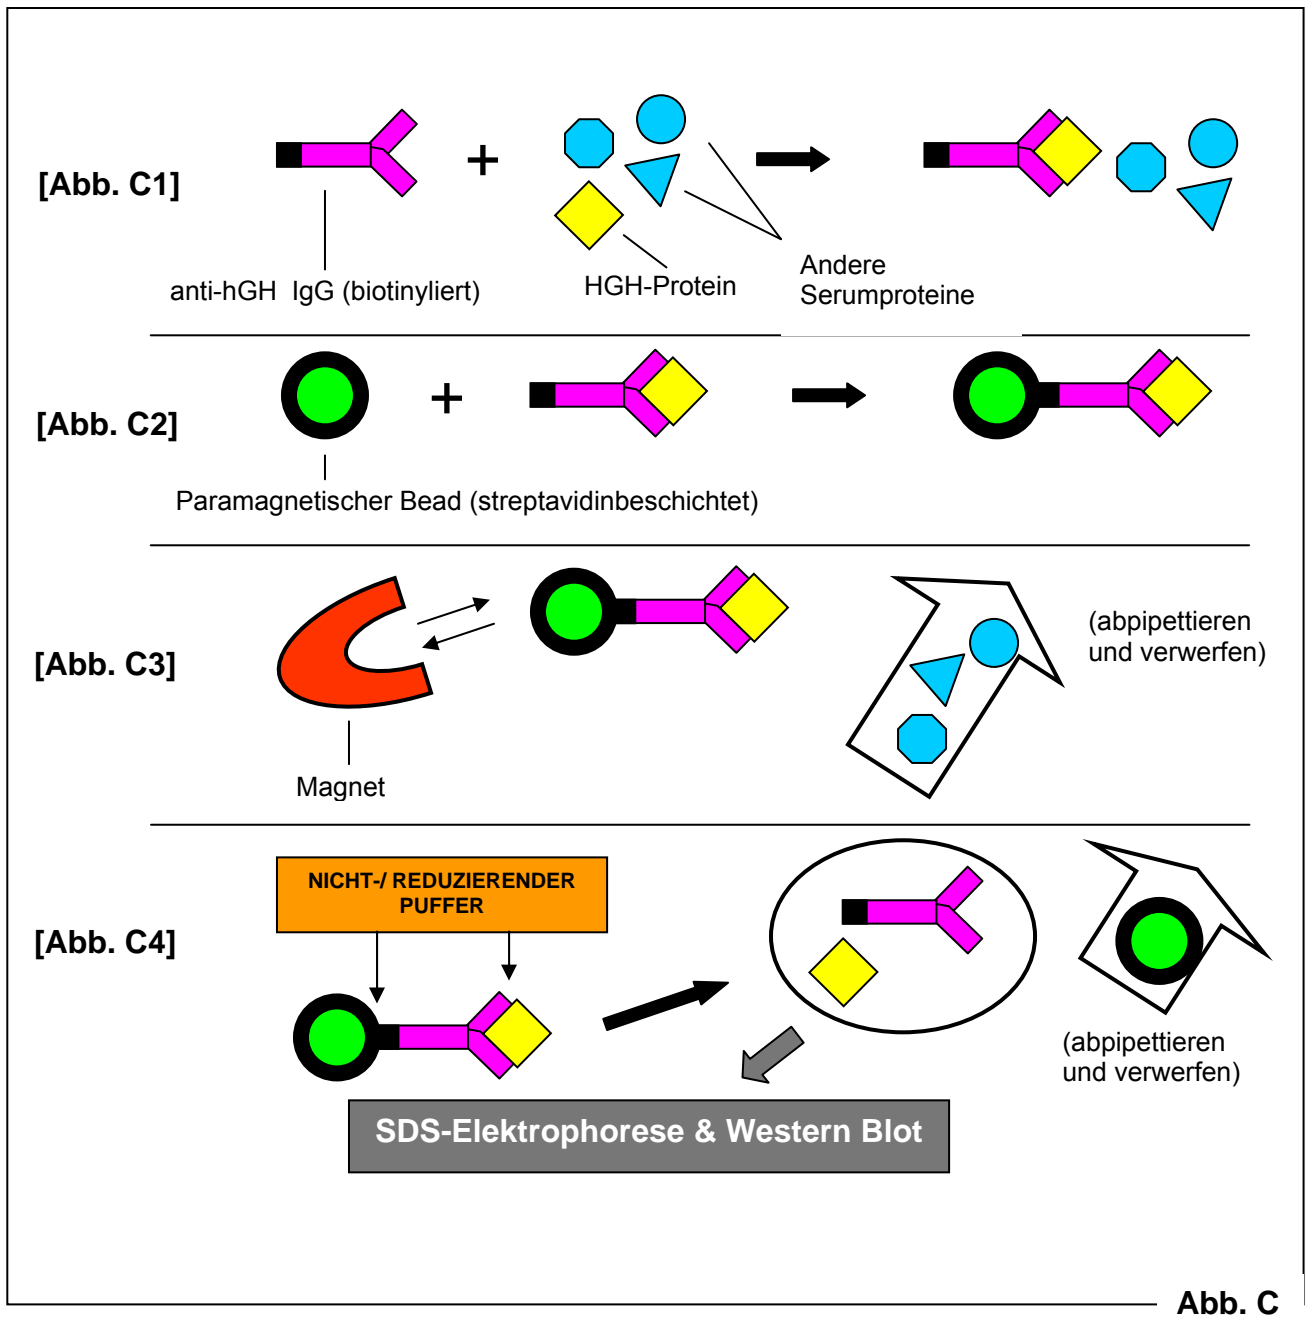 [Abb. C1]
anti-hGH IgG (biotinyliert)
HGH-Protein
Andere
Serumproteine
[Abb. C2]
Paramagnetischer Bead (streptavidinbeschichtet)
[Abb. C3]
(abpipettieren
und verwerfen)
Magnet
NICHT-/ REDUZIERENDER
PUFFER
[Abb. C4]
(abpipettieren
und verwerfen)
SDS-Elektrophorese & Western Blot
Abb. C